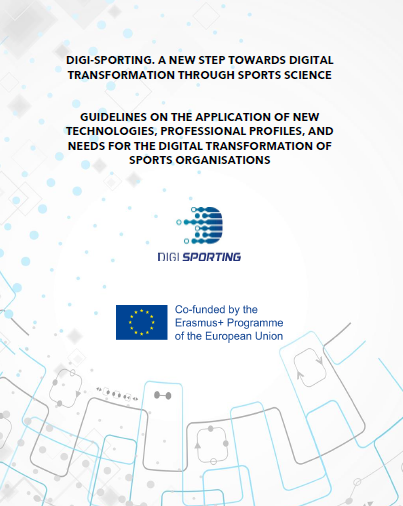 DIGI-SPORTING. A NEW STEP TOWARDS DIGITAL
TRANSFORMATION THROUGH SPORTS SCIENCE
GUIDELINES ON THE APPLICATION OF NEW
TECHNOLOGIES, PROFESSIONAL PROFILES, AND
NEEDS FOR THE DIGITAL TRANSFORMATION OF
SPORTS ORGANISATIONS
DIGI SPORTING
Co-funded by the
Erasmus+ Programme
of the European Union